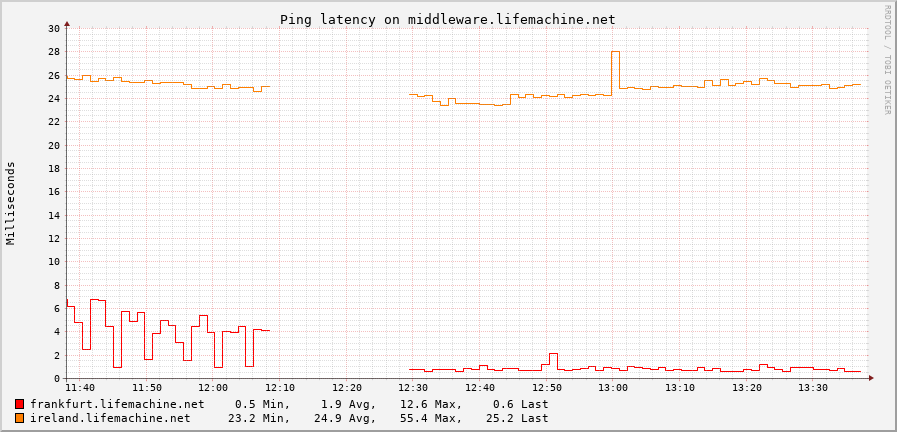 Ping latency on middleware.lifemachine.net
RRDTOOL / TOBI OETIKER
Milliseconds
30
28
26
24
22
20
18
16
14
12
10
8
6
4
2
0
11:40 11:50 12:00 12:10 12:20 12:30 12:40 12:50 13:00 13:10 13:20 13:30
frankfurt.lifemachine.net 0.5 Min, 1.9 Avg, 12.6 Max, 0.6 Last
ireland.lifemachine.net 23.2 Min, 24.9 Avg, 55.4 Max, 25.2 Last